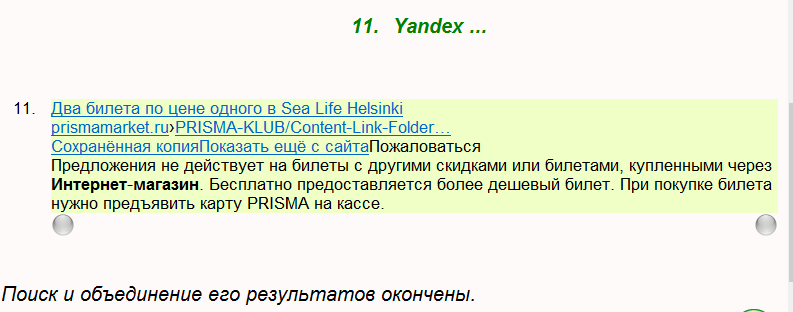 11. Yandex ...
11. Два билета по цене одного в Sea Life Helsinki
prismamarket.ru›PRISMA-KLUB/Content-Link-Folder…
Сохранённая копияПоказать ещё с сайтаПожаловаться
Предложения не действует на билеты с другими скидками или билетами, купленными через
Интернет-магазин. Бесплатно предоставляется более дешевый билет. При покупке билета
нужно предъявить карту PRISMA на кассе.
Поиск и объединение его результатов окончены.